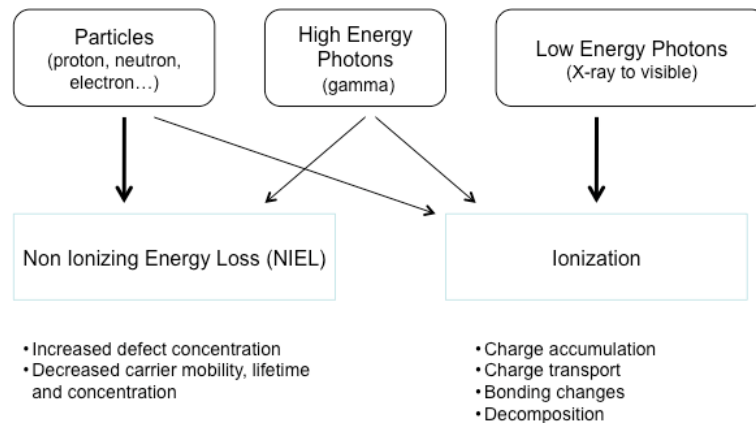 Particles
(proton, neutron,
electron…)
High Energy
Photons
(gamma)
Low Energy Photons
(X-ray to visible)
Non Ionizing Energy Loss (NIEL)
Ionization
•Increased defect concentration
•Decreased carrier mobility, lifetime
and concentration
•Charge accumulation
•Charge transport
•Bonding changes
•Decomposition